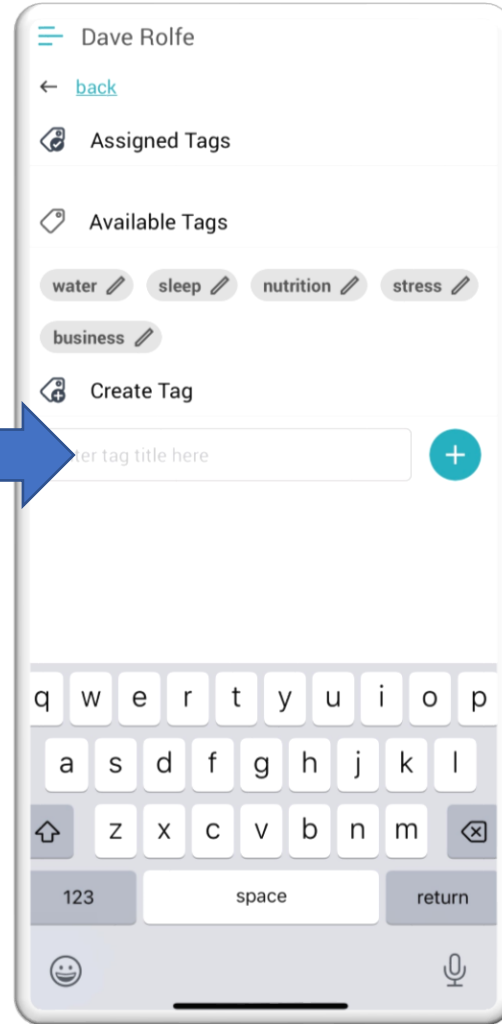 Dave Rolfe
← back
Assigned Tags
Available Tags
water sleep nutrition stress
business
Create Tag
tag title here
+
q w e r t y u i o p
a s d f g h j k l
z x c v b n m
123 space return